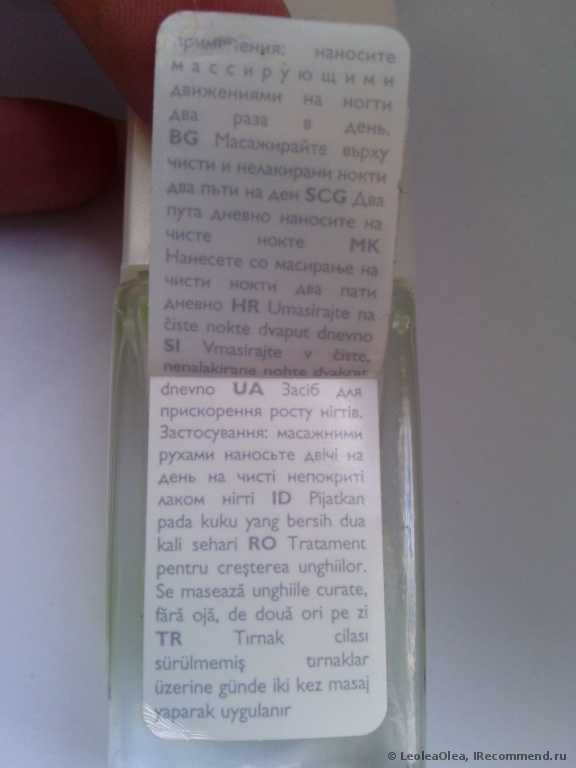 применения: наносите
массирующими
движениями на ногти
два раза в день.
BG Масажирайте върху
чисти и нелакирани нокти
два пъти на ден SCG Два
пута дневно наносите на
чисте нокте MK
Нанесете со масирање на
чисти нокти два пати
дневно HR Umasirajte na
čiste nokte dvaput dnevno
SI Vmasirajte v čiste,
nenalakirane nohte dvakrat
dnevno UA Засіб для
прискорення росту нігтів.
Застосування: масажними
рухами наносьте двічі на
день на чисті непокриті
лаком нігті ID Pijatkan
pada kuku yang bersih dua
kali sehari RO Tratament
pentru creşterea unghiilor.
Se masează unghiile curate,
fără ojă, de două ori pe zi
TR Tırnak cilası
sürülmemiş tırnaklar
üzerine günde iki kez masaj
yaparak uygulanır
© LeoleaOlea, IRecommend.ru